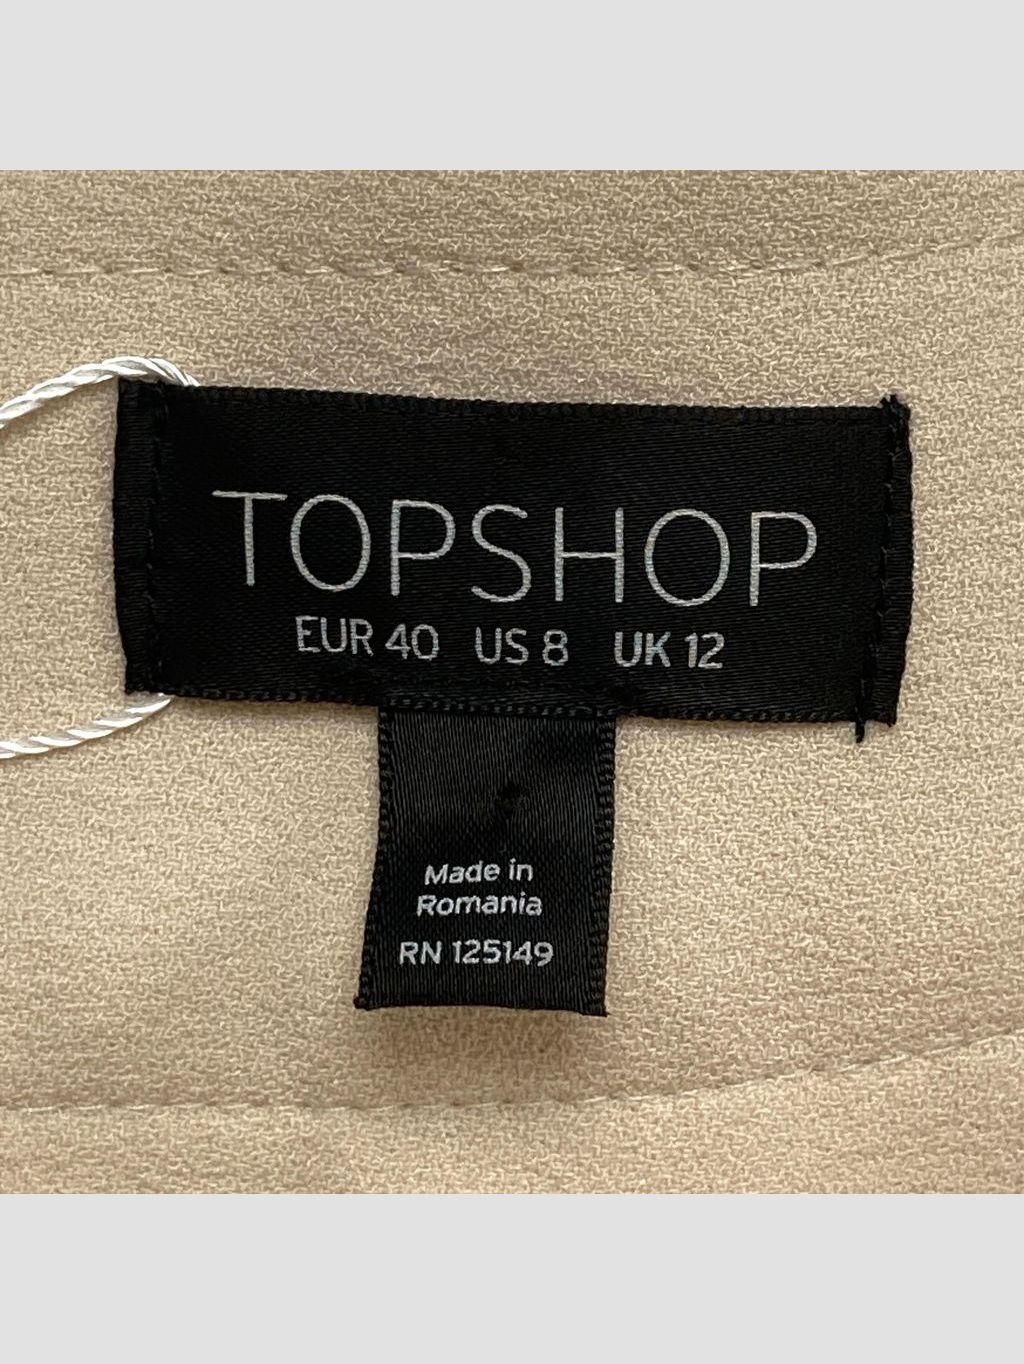 TOPSHOP
EUR 40 US 8 UK 12
Made in
Romania
RN 125149